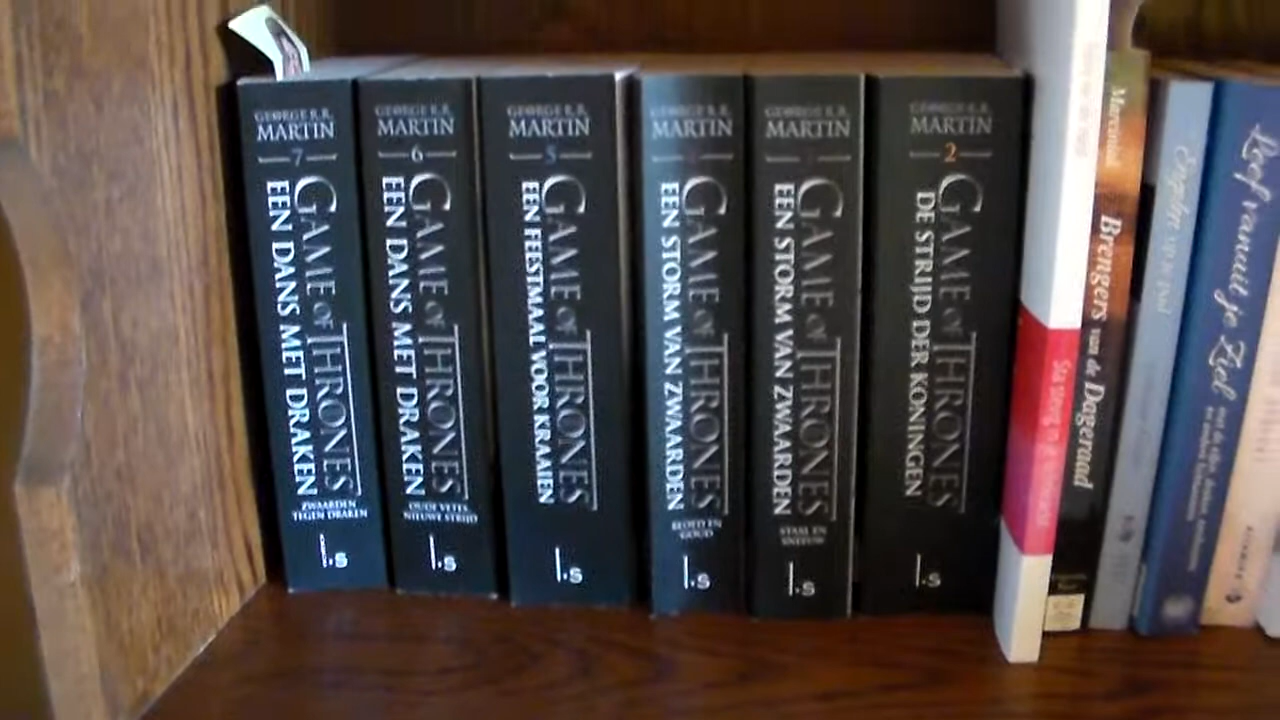 GEORGE R.R.
MARTIN
7
GAME OF THRONES
EEN DANS MET DRAKEN
ZWAARDEN
TEGEN DRAKEN
L.S
GEORGE R.R.
MARTIN
6
GAME OF THRONES
EEN DANS MET DRAKEN
OUDE VETES,
NIEUWE STRIJD
L.S
GEORGE R.R.
MARTIN
5
GAME OF THRONES
EEN FEESTMAAL VOOR KRAAIEN
L.S
GEORGE R.R.
MARTIN
GAME OF THRONES
EEN STORM VAN ZWAARDEN
BLOED EN
GOUD
L.S
GEORGE R.R.
MARTIN
GAME OF THRONES
EEN STORM VAN ZWAARDEN
STAAL EN
SNEEUW
L.S
GEORGE R.R.
MARTIN
2
GAME OF THRONES
DE STRIJD DER KONINGEN
L.S
Brengers van de Dageraad
Engelen op je pad
Leef vanuit je Ziel